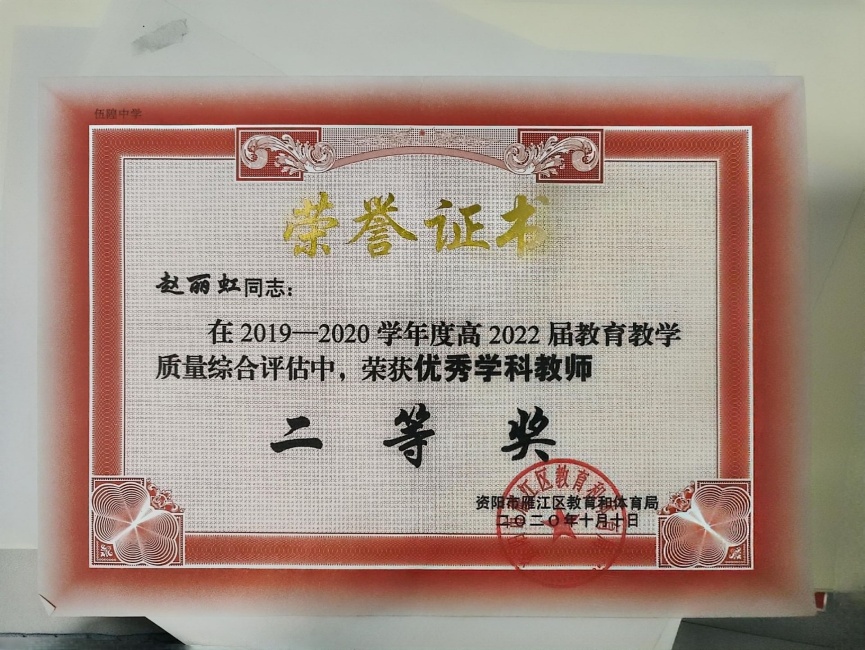 伍隍中学
荣誉证书
赵丽虹同志：
在2019—2020学年度高2022届教育教学
质量综合评估中，荣获优秀学科教师
二等奖
资阳市雁江区教育和体育局
二〇二〇年十月十日